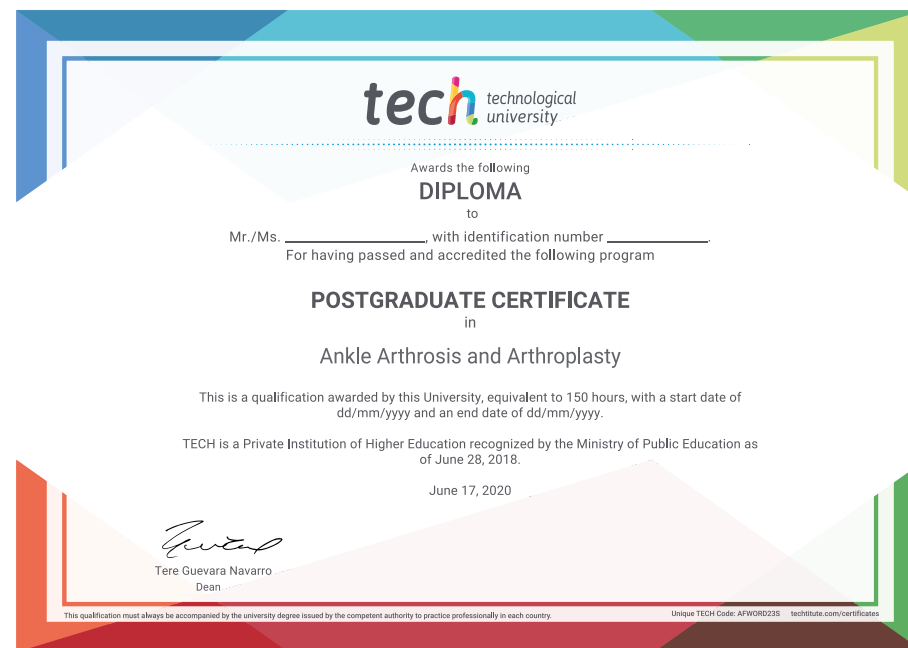 tech technological
university
Awards the following
DIPLOMA
to
Mr./Ms. ____________, with identification number ____________.
For having passed and accredited the following program
POSTGRADUATE CERTIFICATE
in
Ankle Arthrosis and Arthroplasty
This is a qualification awarded by this University, equivalent to 150 hours, with a start date of
dd/mm/yyyy and an end date of dd/mm/yyyy.
TECH is a Private Institution of Higher Education recognized by the Ministry of Public Education as
of June 28, 2018.
June 17, 2020
Tere Guevara Navarro
Dean
This qualification must always be accompanied by the university degree issued by the competent authority to practice professionally in each country.
Unique TECH Code: AFWORD23S techtitute.com/certificates